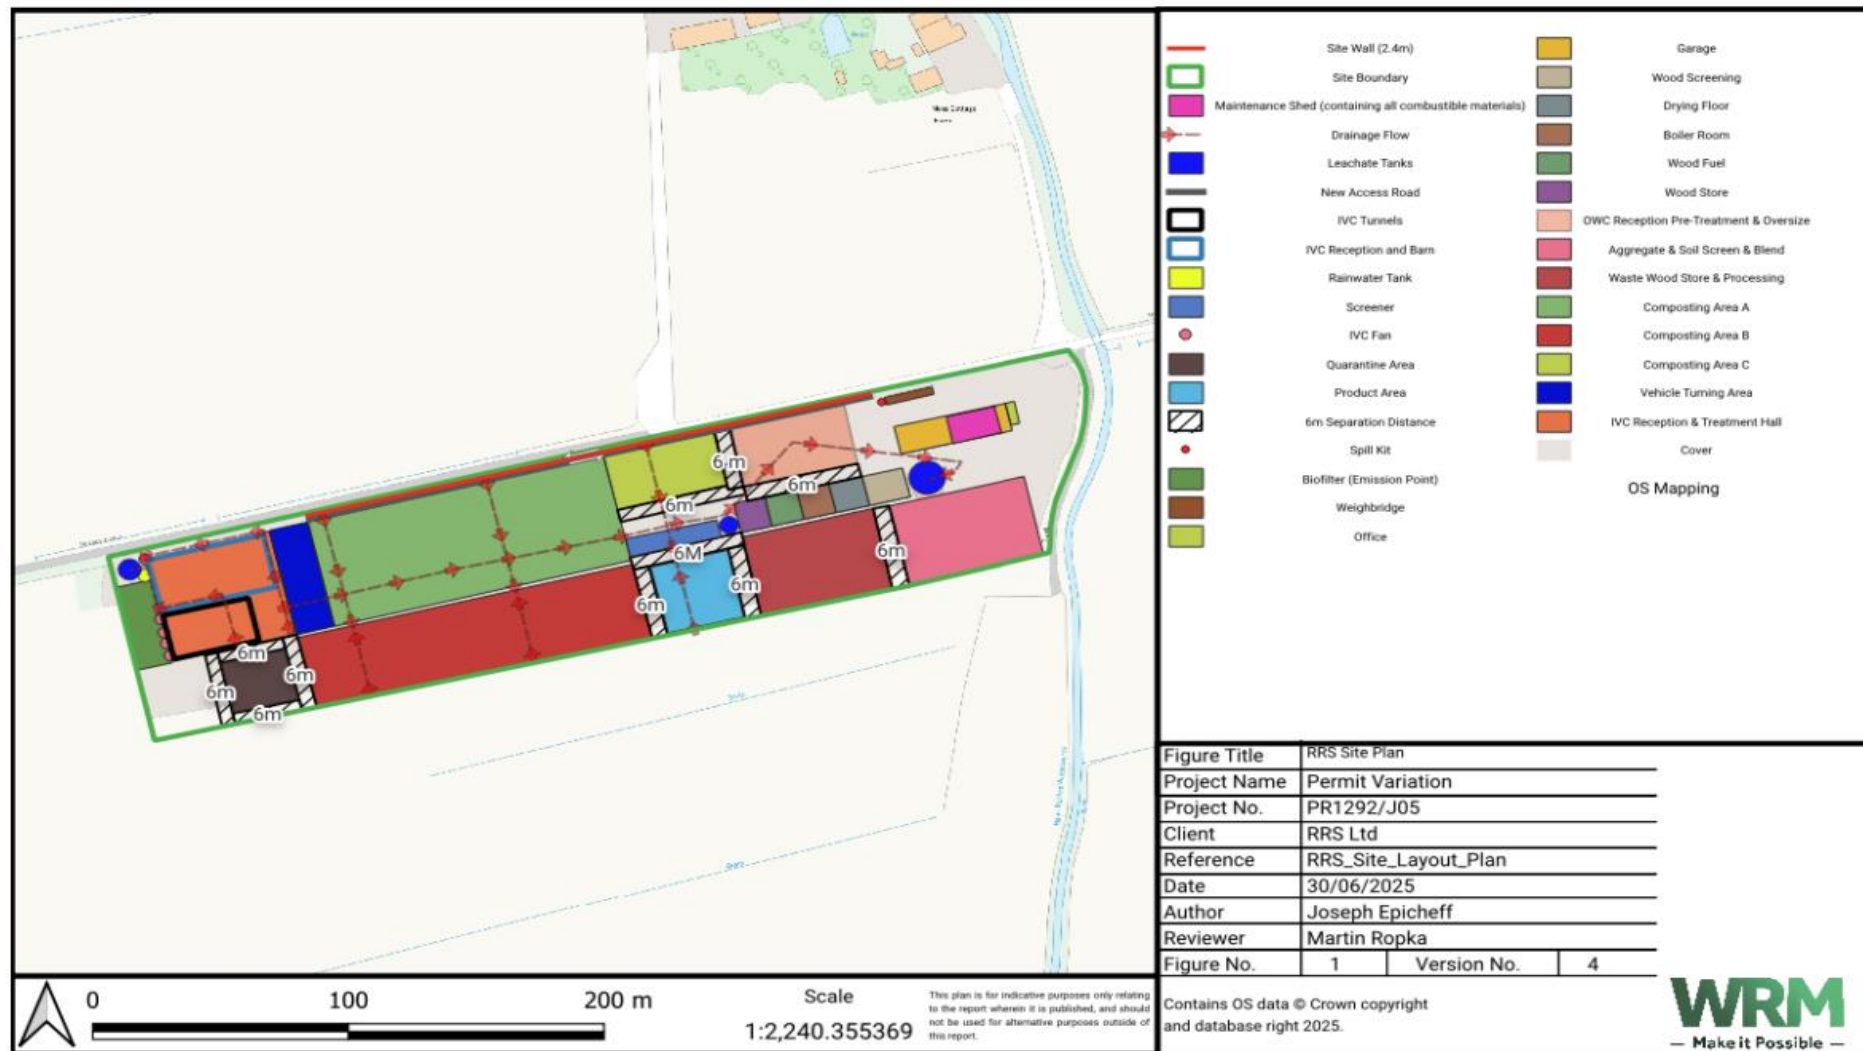 Site Wall (2.4m)
Site Boundary
Maintenance Shed (containing all combustible materials)
Drainage Flow
Leachate Tanks
New Access Road
IVC Tunnels
IVC Reception and Barn
Rainwater Tank
Screener
IVC Fan
Quarantine Area
Product Area
6m Separation Distance
Spill Kit
Biofilter (Emission Point)
Weighbridge
Office
Garage
Wood Screening
Drying Floor
Boiler Room
Wood Fuel
Wood Store
OWC Reception Pre-Treatment & Oversize
Aggregate & Soil Screen & Blend
Waste Wood Store & Processing
Composting Area A
Composting Area B
Composting Area C
Vehicle Turning Area
IVC Reception & Treatment Hall
Cover
OS Mapping
6 m
6m
6m
6M
6m
6m
6m
6m
6m
6m
6m
Figure Title RRS Site Plan
Project Name Permit Variation
Project No. PR1292/J05
Client RRS Ltd
Reference RRS_Site_Layout_Plan
Date 30/06/2025
Author Joseph Epicheff
Reviewer Martin Ropka
Figure No. 1 Version No. 4
Contains OS data © Crown copyright
and database right 2025.
WRM
— Make it Possible —
0 100 200 m
Scale
1:2,240.355369
This plan is for indicative purposes only relating
to the report wherein it is published, and should
not be used for alternative purposes outside of
this report.